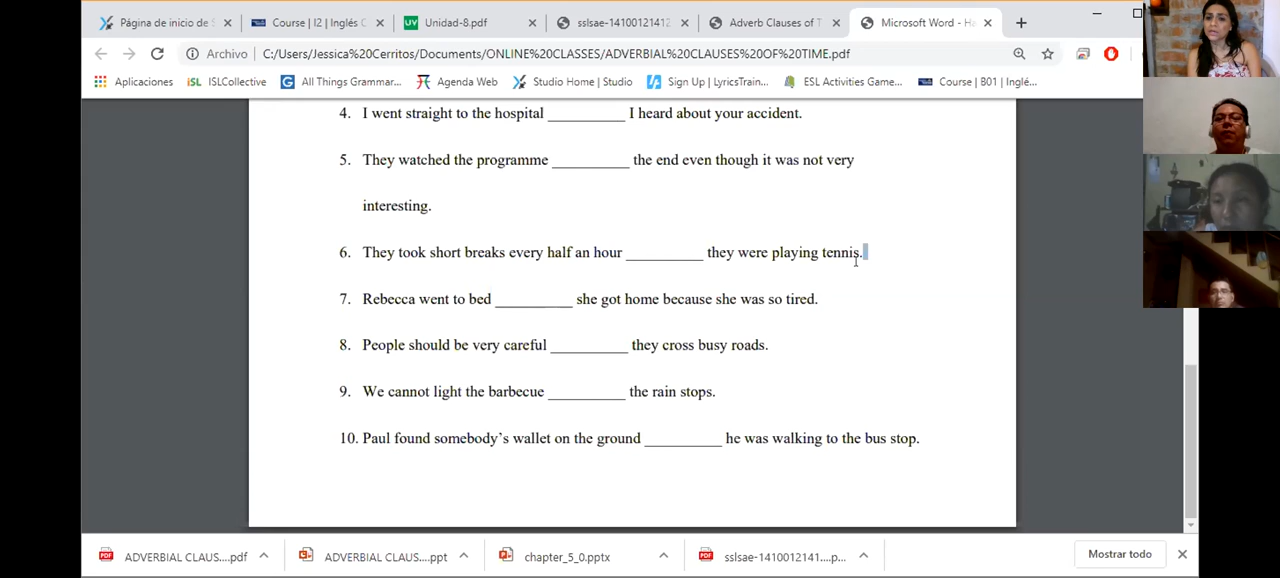 Página de inicio de S
Course | I2 | Inglés C
Unidad-8.pdf
sslsae-14100121412
Adverb Clauses of T
Microsoft Word - Ha
Archivo
C:/Users/Jessica%20Cerritos/Documents/ONLINE%20CLASSES/ADVERBIAL%20CLAUSES%20OF%20TIME.pdf
Aplicaciones
iSL ISLCollective
All Things Grammar...
Agenda Web
Studio Home | Studio
Sign Up | LyricsTrain...
ESL Activities Game...
Course | B01 | Inglé...
4. I went straight to the hospital __________ I heard about your accident.
5. They watched the programme __________ the end even though it was not very
interesting.
6. They took short breaks every half an hour __________ they were playing tennis.
7. Rebecca went to bed __________ she got home because she was so tired.
8. People should be very careful __________ they cross busy roads.
9. We cannot light the barbecue __________ the rain stops.
10. Paul found somebody’s wallet on the ground __________ he was walking to the bus stop.
ADVERBIAL CLAUS....pdf
ADVERBIAL CLAUS....ppt
chapter_5_0.pptx
sslsae-1410012141....p...
Mostrar todo